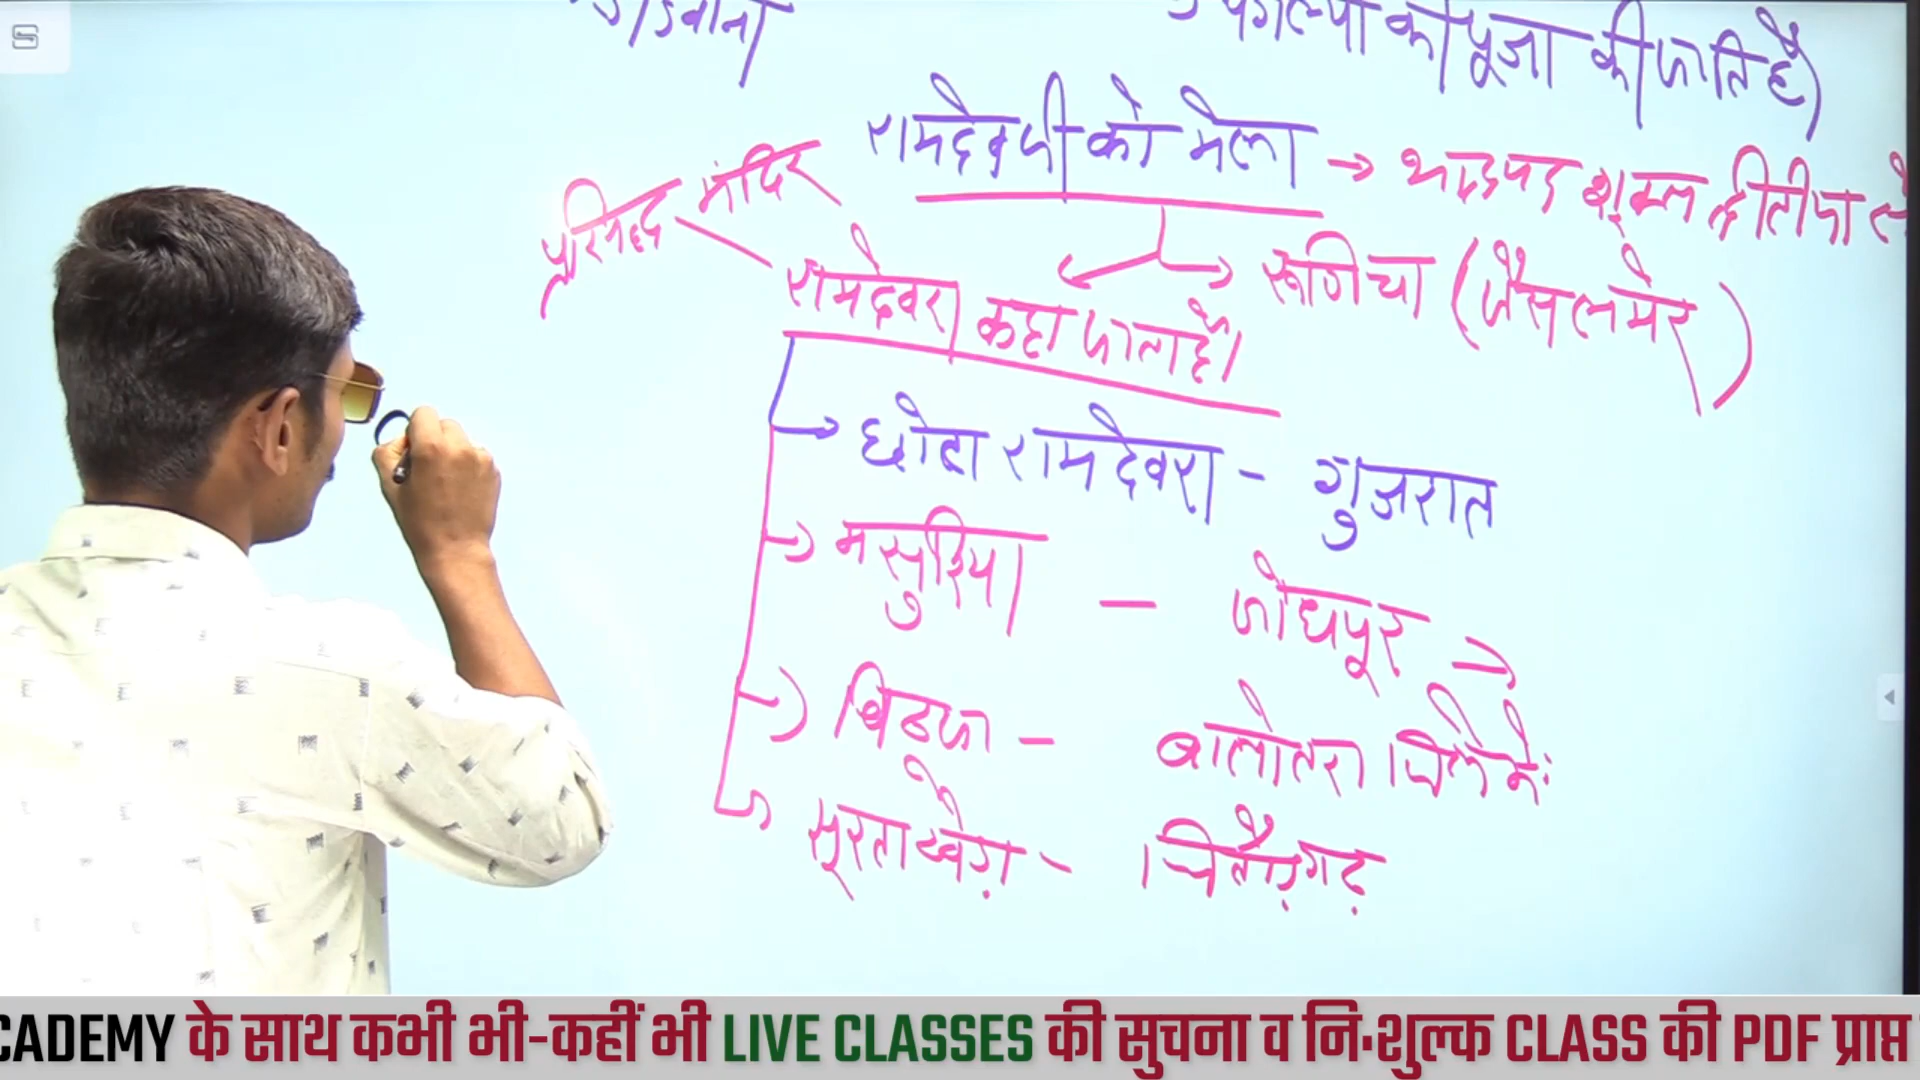 की पूजा की जाति है
रामदेवजी को मेला → भाद्रपद शुक्ल द्वितीया से
प्रसिद्ध मंदिर
रूणिचा (जैसलमेर)
रामदेवरा कहा जाता है।
→ छोटा रामदेवरा - गुजरात
→ मसुरिया - जोधपूर →
→ बिठूजा - बालोतरा जिले में
→ सूरताखेड़ा - चितौड़गढ़
CADEMY के साथ कभी भी-कहीं भी LIVE CLASSES की सुचना व नि:शुल्क CLASS की PDF प्राप्त